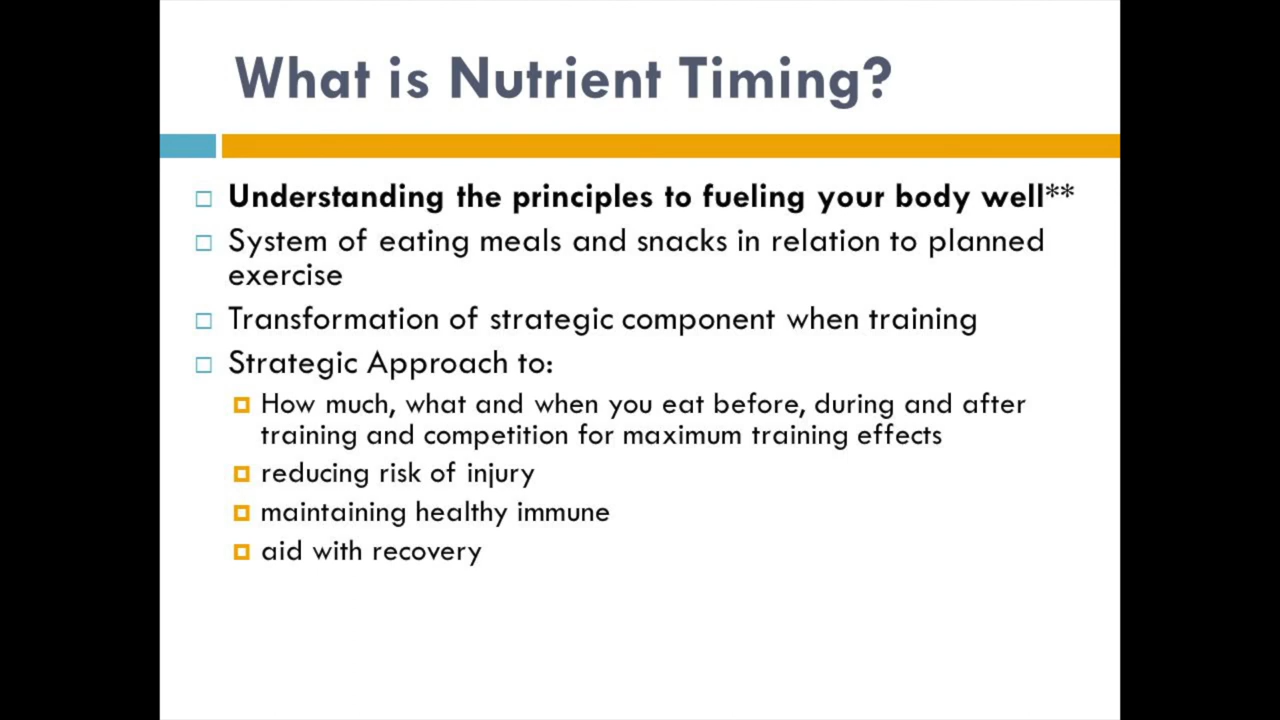 What is Nutrient Timing?
Understanding the principles to fueling your body well**
System of eating meals and snacks in relation to planned
exercise
Transformation of strategic component when training
Strategic Approach to:
How much, what and when you eat before, during and after
training and competition for maximum training effects
reducing risk of injury
maintaining healthy immune
aid with recovery